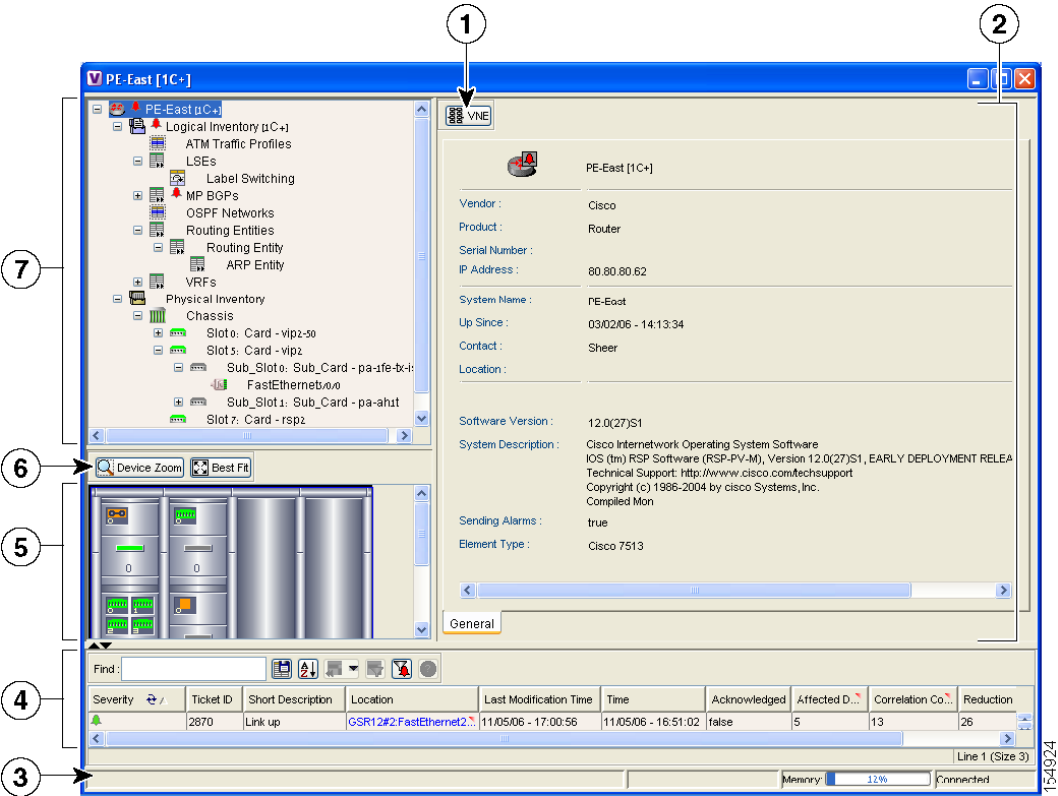 1
2
PE-East [1C+]
PE-East [1C+]
Logical Inventory [1C+]
ATM Traffic Profiles
LSEs
Label Switching
MP BGPs
OSPF Networks
Routing Entities
Routing Entity
ARP Entity
VRFs
Physical Inventory
Chassis
Slot 0: Card - vip2-50
Slot 5: Card - vip2
Sub_Slot 0: Sub_Card - pa-1fe-tx-i
FastEthernet5/0/0
Sub_Slot 1: Sub_Card - pa-ah1t
Slot 7: Card - rsp2
7
VNE
PE-East [1C+]
Vendor : Cisco
Product : Router
Serial Number :
IP Address : 80.80.80.62
System Name : PE-East
Up Since : 03/02/06 - 14:13:34
Contact : Sheer
Location :
Software Version : 12.0(27)S1
System Description : Cisco Internetwork Operating System Software
IOS (tm) RSP Software (RSP-PV-M), Version 12.0(27)S1, EARLY DEPLOYMENT RELEA
Technical Support: http://www.cisco.com/techsupport
Copyright (c) 1986-2004 by cisco Systems, Inc.
Compiled Mon
Sending Alarms : true
Element Type : Cisco 7513
General
6
Device Zoom Best Fit
5
0 0
4
Find :
Severity Ticket ID Short Description Location Last Modification Time Time Acknowledged Affected D... Correlation Co... Reduction
2870 Link up GSR12#2:FastEthernet2... 11/05/06 - 17:00:56 11/05/06 - 16:51:02 false 5 13 26
Line 1 (Size 3)
3
Memory: 12% Connected
154924